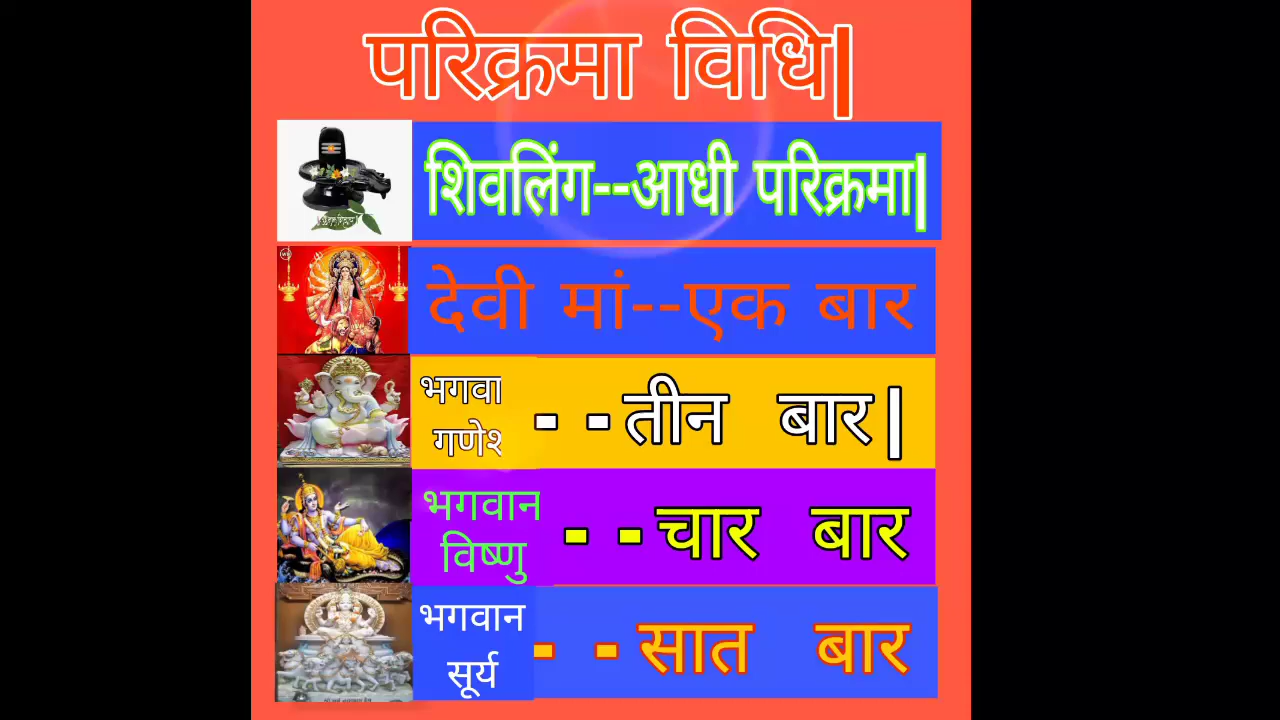 परिक्रमा विधि|
शिवलिंग--आधी परिक्रमा|
देवी मां--एक बार
भगवा
गणेश
--तीन बार|
भगवान
विष्णु
--चार बार
भगवान
सूर्य
--सात बार